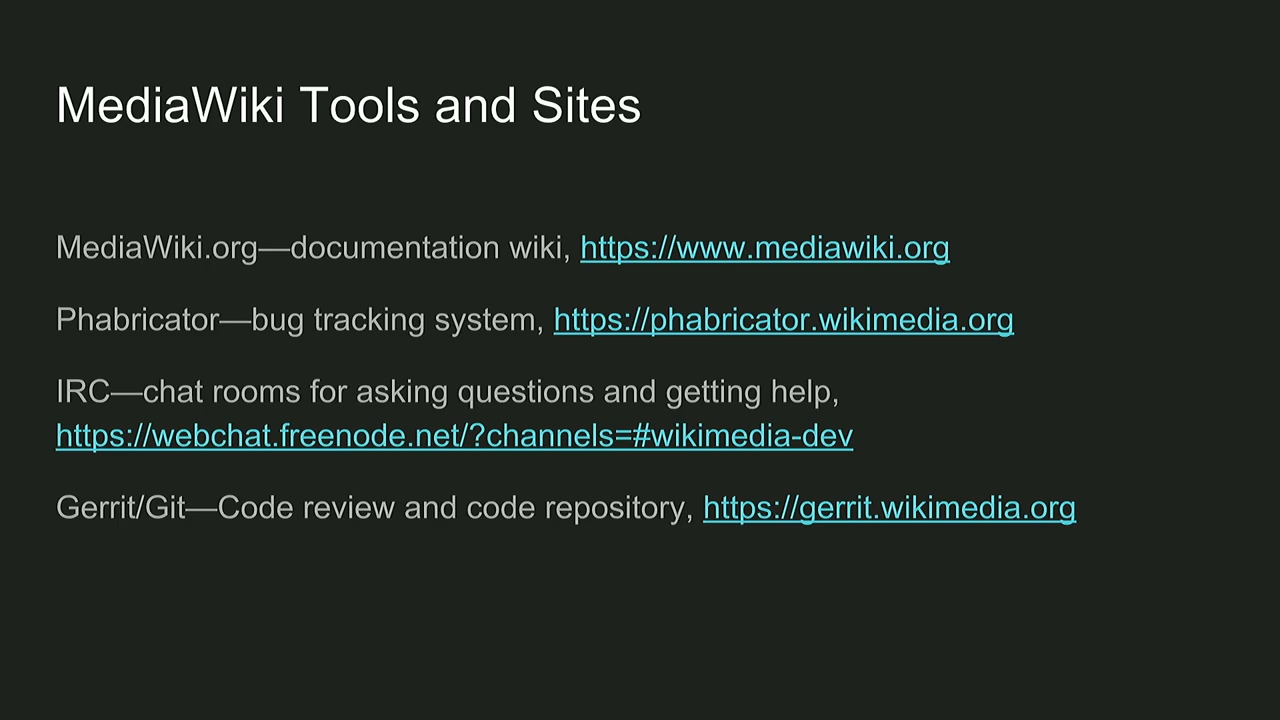 MediaWiki Tools and Sites
MediaWiki.org—documentation wiki, https://www.mediawiki.org
Phabricator—bug tracking system, https://phabricator.wikimedia.org
IRC—chat rooms for asking questions and getting help,
https://webchat.freenode.net/?channels=#wikimedia-dev
Gerrit/Git—Code review and code repository, https://gerrit.wikimedia.org